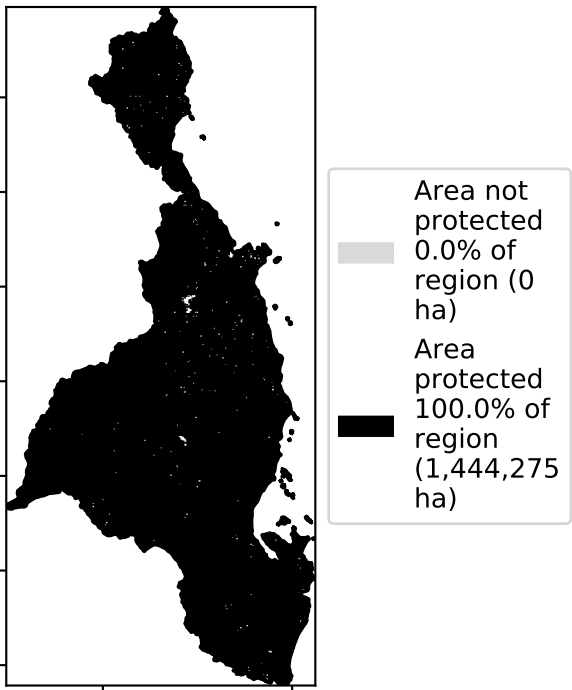 Area not
protected
0.0% of
region (0
ha)
Area
protected
100.0% of
region
(1,444,275
ha)